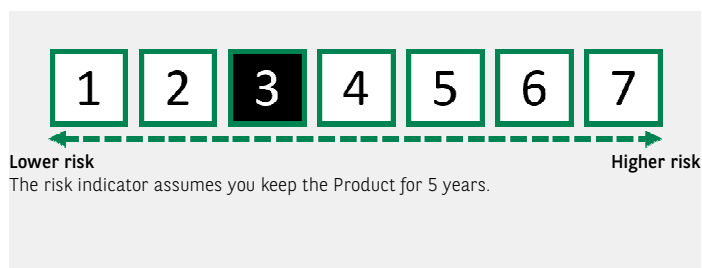 1 2 3 4 5 6 7
Lower risk Higher risk
The risk indicator assumes you keep the Product for 5 years.